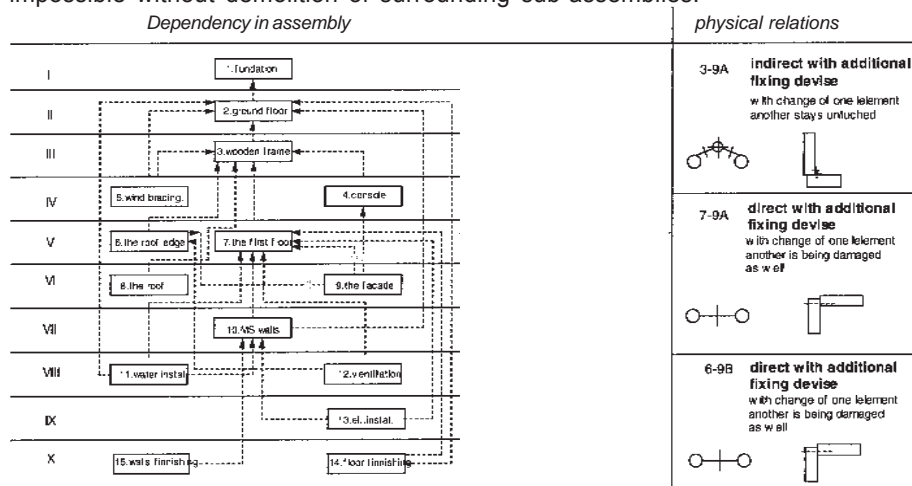 impossible without demolition of surrounding sub-assemblies.
Dependency in assembly
physical relations
I
1.fundation
II
2.ground floor
III
3.wooden frame
IV
5.wind bracing.
4.console
V
6.the roof edge
7.the first floor
VI
8.the roof
9.the facade
VII
10.MS walls
VIII
11.water instal
12.ventilation
IX
13.el.instal.
X
15.walls finnishing
14.floor finnishing
3-9A
indirect with additional
fixing devise
with change of one lelement
another stays untuched
7-9A
direct with additional
fixing devise
with change of one lelement
another is being damaged
as well
6-9B
direct with additional
fixing devise
with change of one lelement
another is being damaged
as well